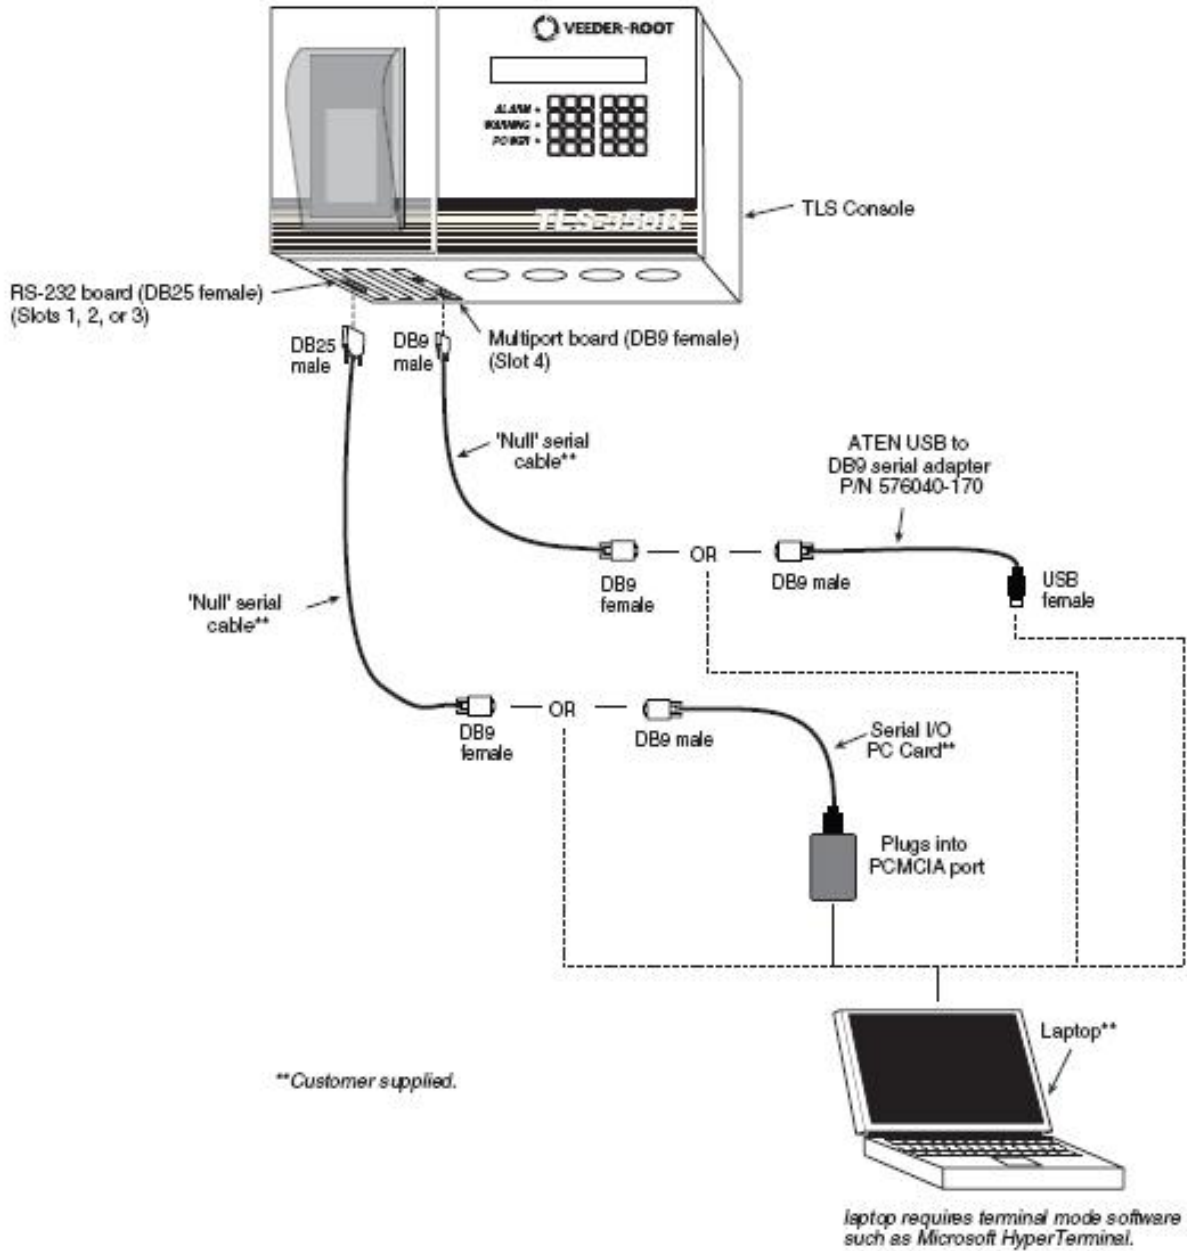 VEEDER-ROOT
ALARM
WARNING
POWER
TLS-350R
TLS Console
RS-232 board (DB25 female)
(Slots 1, 2, or 3)
DB25
male
DB9
male
Multiport board (DB9 female)
(Slot 4)
'Null' serial
cable**
ATEN USB to
DB9 serial adapter
P/N 576040-170
OR
DB9
female
DB9 male
USB
female
'Null' serial
cable**
OR
DB9
female
DB9 male
Serial I/O
PC Card**
Plugs into
PCMCIA port
Laptop**
**Customer supplied.
laptop requires terminal mode software
such as Microsoft HyperTerminal.